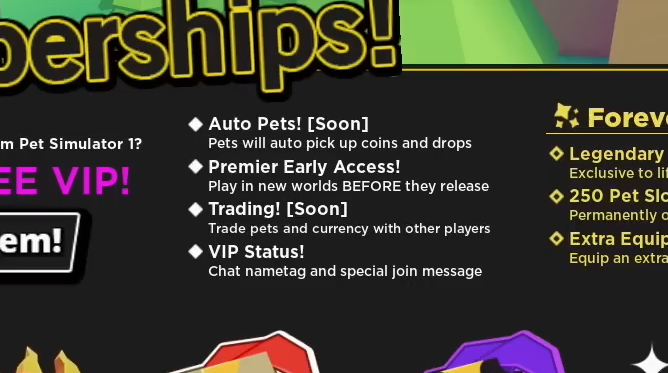 berships!
m Pet Simulator 1?
EE VIP!
em!
Auto Pets! [Soon]
Pets will auto pick up coins and drops
Premier Early Access!
Play in new worlds BEFORE they release
Trading! [Soon]
Trade pets and currency with other players
VIP Status!
Chat nametag and special join message
Foreve
Legendary
Exclusive to lif
250 Pet Slo
Permanently o
Extra Equip
Equip an extra